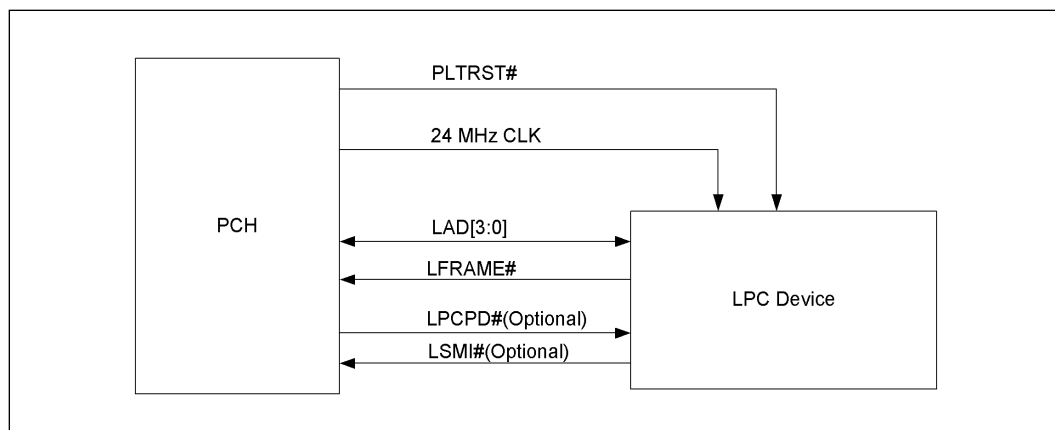 PLTRST#
24 MHz CLK
PCH
LAD[3:0]
LFRAME#
LPC Device
LPCPD#(Optional)
LSMI#(Optional)